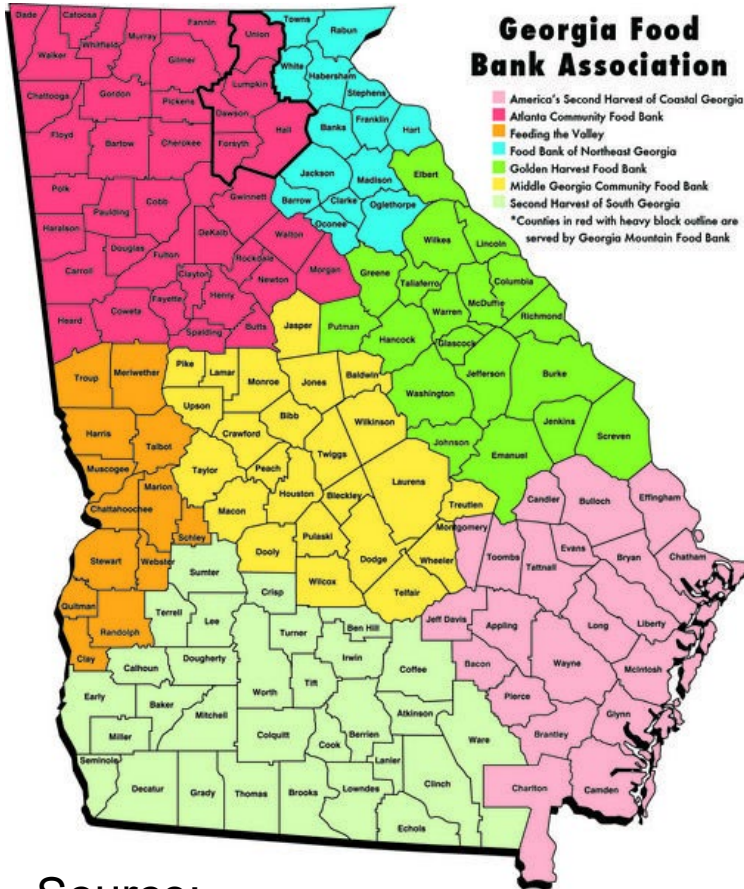 Georgia Food
Bank Association
America's Second Harvest of Coastal Georgia
Atlanta Community Food Bank
Feeding the Valley
Food Bank of Northeast Georgia
Golden Harvest Food Bank
Middle Georgia Community Food Bank
Second Harvest of South Georgia
*Counties in red with heavy black outline are
served by Georgia Mountain Food Bank
Dade
Catoosa
Fannin
Union
Towns
Rabun
Whitfield
Murray
Walker
Gilmer
White
Habersham
Lumpkin
Stephens
Chattooga
Gordon
Pickens
Dawson
Banks
Franklin
Hart
Floyd
Bartow
Cherokee
Forsyth
Hall
Jackson
Madison
Elbert
Polk
Paulding
Cobb
Gwinnett
Barrow
Clarke
Oglethorpe
Oconee
Haralson
Douglas
Fulton
DeKalb
Walton
Wilkes
Lincoln
Rockdale
Carroll
Clayton
Newton
Morgan
Greene
Taliaferro
Columbia
McDuffie
Fayette
Henry
Heard
Coweta
Spalding
Butts
Jasper
Putman
Hancock
Warren
Richmond
Glascock
Troup
Meriwether
Pike
Lamar
Monroe
Jones
Baldwin
Washington
Jefferson
Burke
Upson
Bibb
Wilkinson
Harris
Talbot
Crawford
Twiggs
Johnson
Emanuel
Jenkins
Screven
Muscogee
Taylor
Peach
Houston
Bleckley
Laurens
Marion
Chattahoochee
Macon
Treutlen
Candler
Bulloch
Effingham
Schley
Pulaski
Montgomery
Dooly
Dodge
Wheeler
Toombs
Tattnall
Evans
Bryan
Chatham
Stewart
Webster
Sumter
Crisp
Wilcox
Telfair
Quitman
Randolph
Terrell
Lee
Turner
Ben Hill
Jeff Davis
Appling
Long
Liberty
Clay
Calhoun
Dougherty
Irwin
Coffee
Bacon
Wayne
McIntosh
Early
Baker
Mitchell
Worth
Tift
Atkinson
Pierce
Glynn
Miller
Colquitt
Cook
Berrien
Ware
Brantley
Seminole
Lanier
Decatur
Grady
Thomas
Brooks
Lowndes
Clinch
Charlton
Camden
Echols
Source: